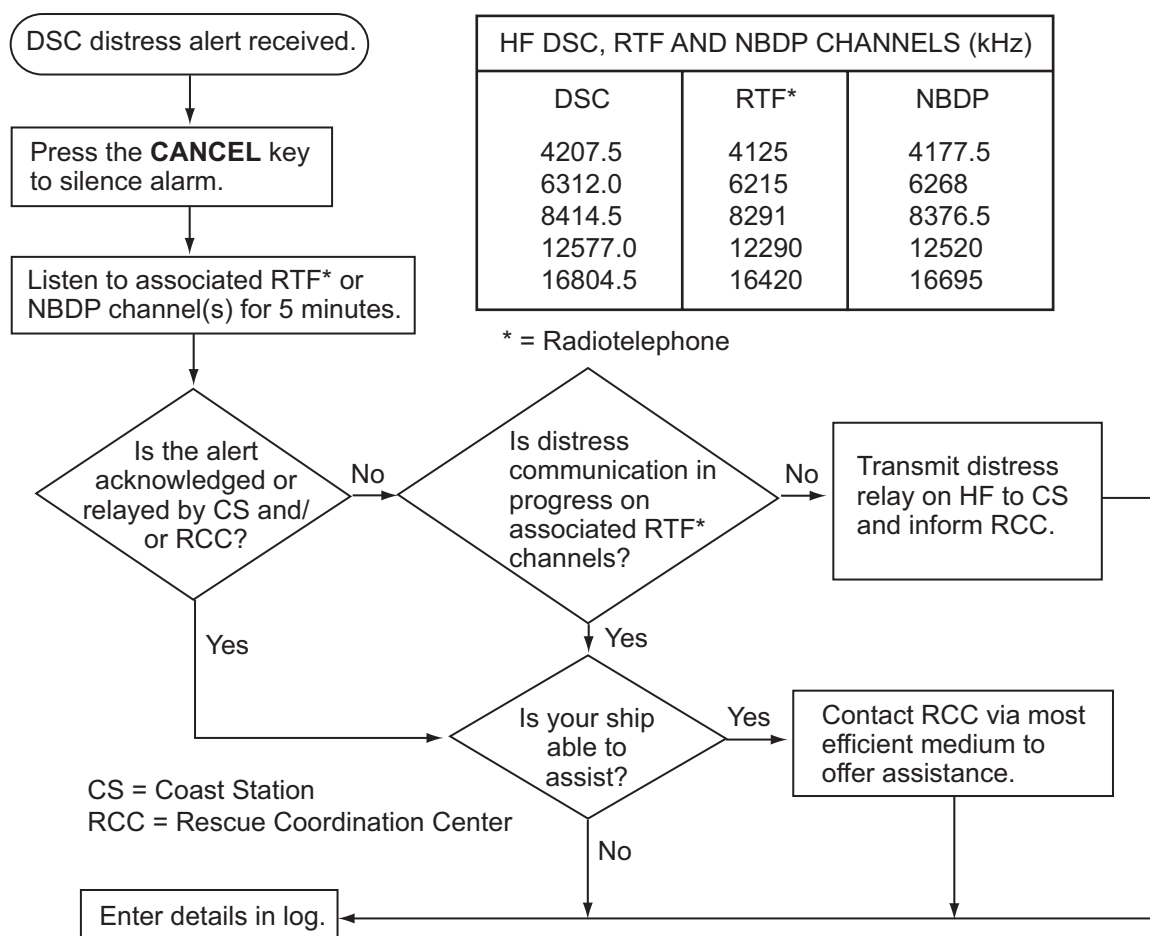 DSC distress alert received.
Press the CANCEL key
to silence alarm.
Listen to associated RTF* or
NBDP channel(s) for 5 minutes.
HF DSC, RTF AND NBDP CHANNELS (kHz)
DSC RTF* NBDP
4207.5 4125 4177.5
6312.0 6215 6268
8414.5 8291 8376.5
12577.0 12290 12520
16804.5 16420 16695
* = Radiotelephone
Is the alert
acknowledged or
relayed by CS and/
or RCC?
No
Is distress
communication in
progress on
associated RTF*
channels?
No
Transmit distress
relay on HF to CS
and inform RCC.
Yes
Yes
Is your ship
able to
assist?
Yes
Contact RCC via most
efficient medium to
offer assistance.
CS = Coast Station
RCC = Rescue Coordination Center
No
Enter details in log.